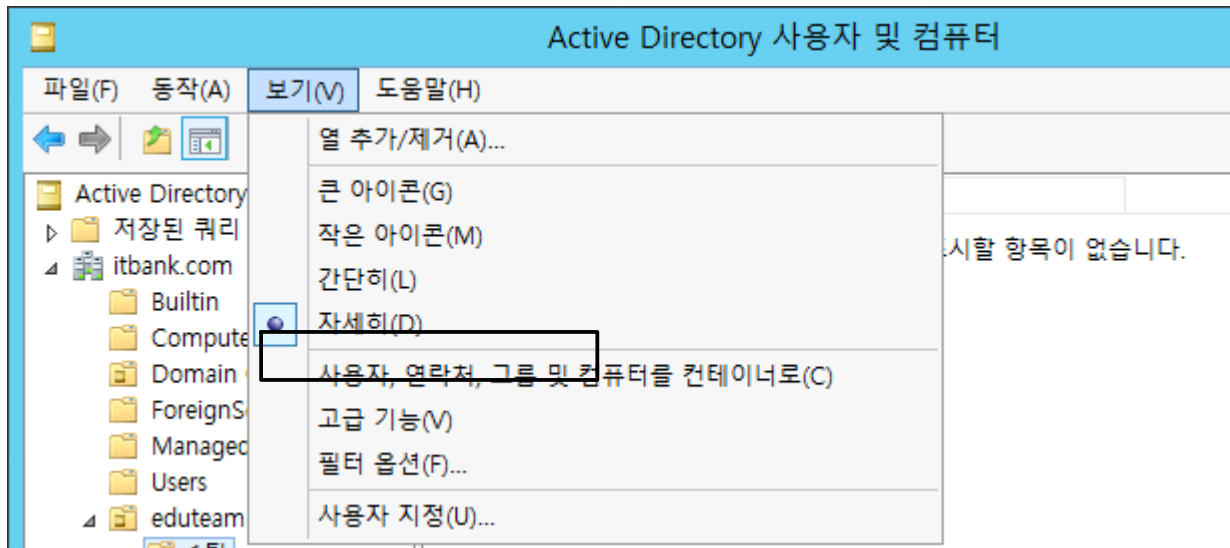 Active Directory 사용자 및 컴퓨터
파일(F) 동작(A) 보기(V) 도움말(H)
열 추가/제거(A)...
큰 아이콘(G)
작은 아이콘(M)
간단히(L)
자세히(D)
사용자, 연락처, 그룹 및 컴퓨터를 컨테이너로(C)
고급 기능(V)
필터 옵션(F)...
사용자 지정(U)...
Active Directory
저장된 쿼리
itbank.com
Builtin
Compute
Domain
ForeignS
Managed
Users
eduteam
시할 항목이 없습니다.